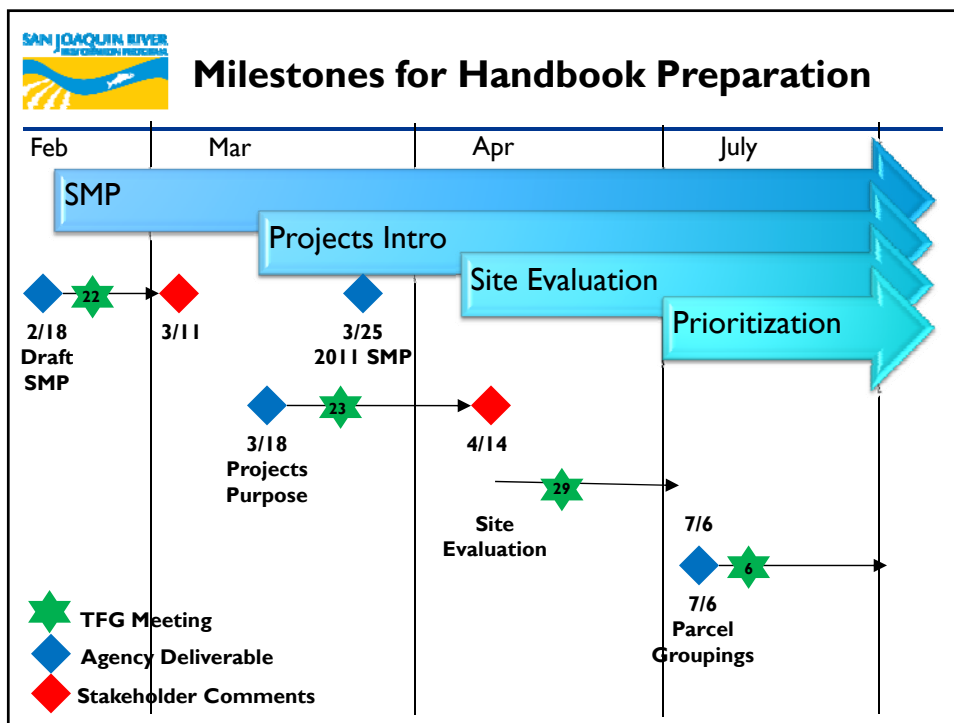 SAN JOAQUIN RIVER
RESTORATION PROGRAM
Milestones for Handbook Preparation
Feb
Mar
Apr
July
SMP
Projects Intro
Site Evaluation
Prioritization
22
2/18
Draft
SMP
3/11
3/25
2011 SMP
23
3/18
Projects
Purpose
4/14
29
Site
Evaluation
7/6
6
7/6
Parcel
Groupings
TFG Meeting
Agency Deliverable
Stakeholder Comments